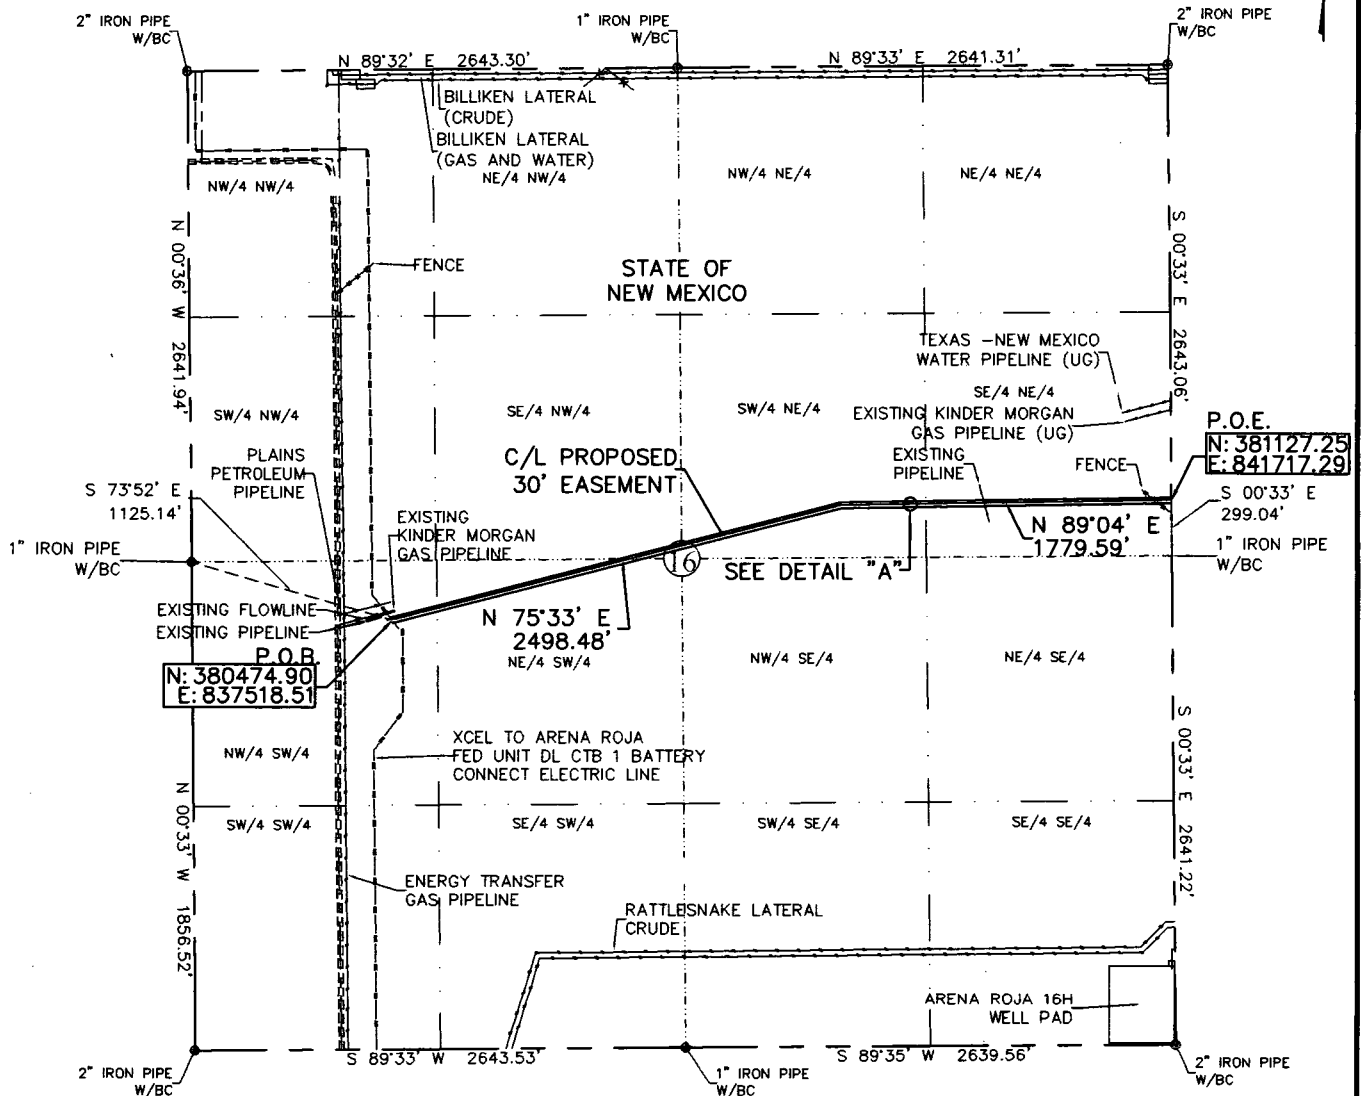 2" IRON PIPE
W/BC
1" IRON PIPE
W/BC
2" IRON PIPE
W/BC
N 89°32' E 2643.30'
N 89°33' E 2641.31'
BILLIKEN LATERAL
(CRUDE)
BILLIKEN LATERAL
(GAS AND WATER)
NW/4 NW/4
NE/4 NW/4
NW/4 NE/4
NE/4 NE/4
N 00°36' W 2641.94'
S 00°33' E 2643.06'
FENCE
STATE OF
NEW MEXICO
TEXAS -NEW MEXICO
WATER PIPELINE (UG)
SE/4 NE/4
SW/4 NW/4
SE/4 NW/4
SW/4 NE/4
EXISTING KINDER MORGAN
GAS PIPELINE (UG)
P.O.E.
N: 381127.25
E: 841717.29
PLAINS
PETROLEUM
PIPELINE
C/L PROPOSED
30' EASEMENT
EXISTING
PIPELINE
FENCE
S 73°52' E
1125.14'
S 00°33' E
299.04'
EXISTING
KINDER MORGAN
GAS PIPELINE
N 89°04' E
1779.59'
1" IRON PIPE
W/BC
1" IRON PIPE
W/BC
16
SEE DETAIL "A"
EXISTING FLOWLINE
EXISTING PIPELINE
N 75°33' E
2498.48'
P.O.B.
N: 380474.90
E: 837518.51
NE/4 SW/4
NW/4 SE/4
NE/4 SE/4
XCEL TO ARENA ROJA
FED UNIT DL CTB 1 BATTERY
CONNECT ELECTRIC LINE
NW/4 SW/4
N 00°33' W 1856.52'
S 00°33' E 2641.22'
SW/4 SW/4
SE/4 SW/4
SW/4 SE/4
SE/4 SE/4
ENERGY TRANSFER
GAS PIPELINE
RATTLESNAKE LATERAL
CRUDE
ARENA ROJA 16H
WELL PAD
S 89°33' W 2643.53'
S 89°35' W 2639.56'
2" IRON PIPE
W/BC
1" IRON PIPE
W/BC
2" IRON PIPE
W/BC